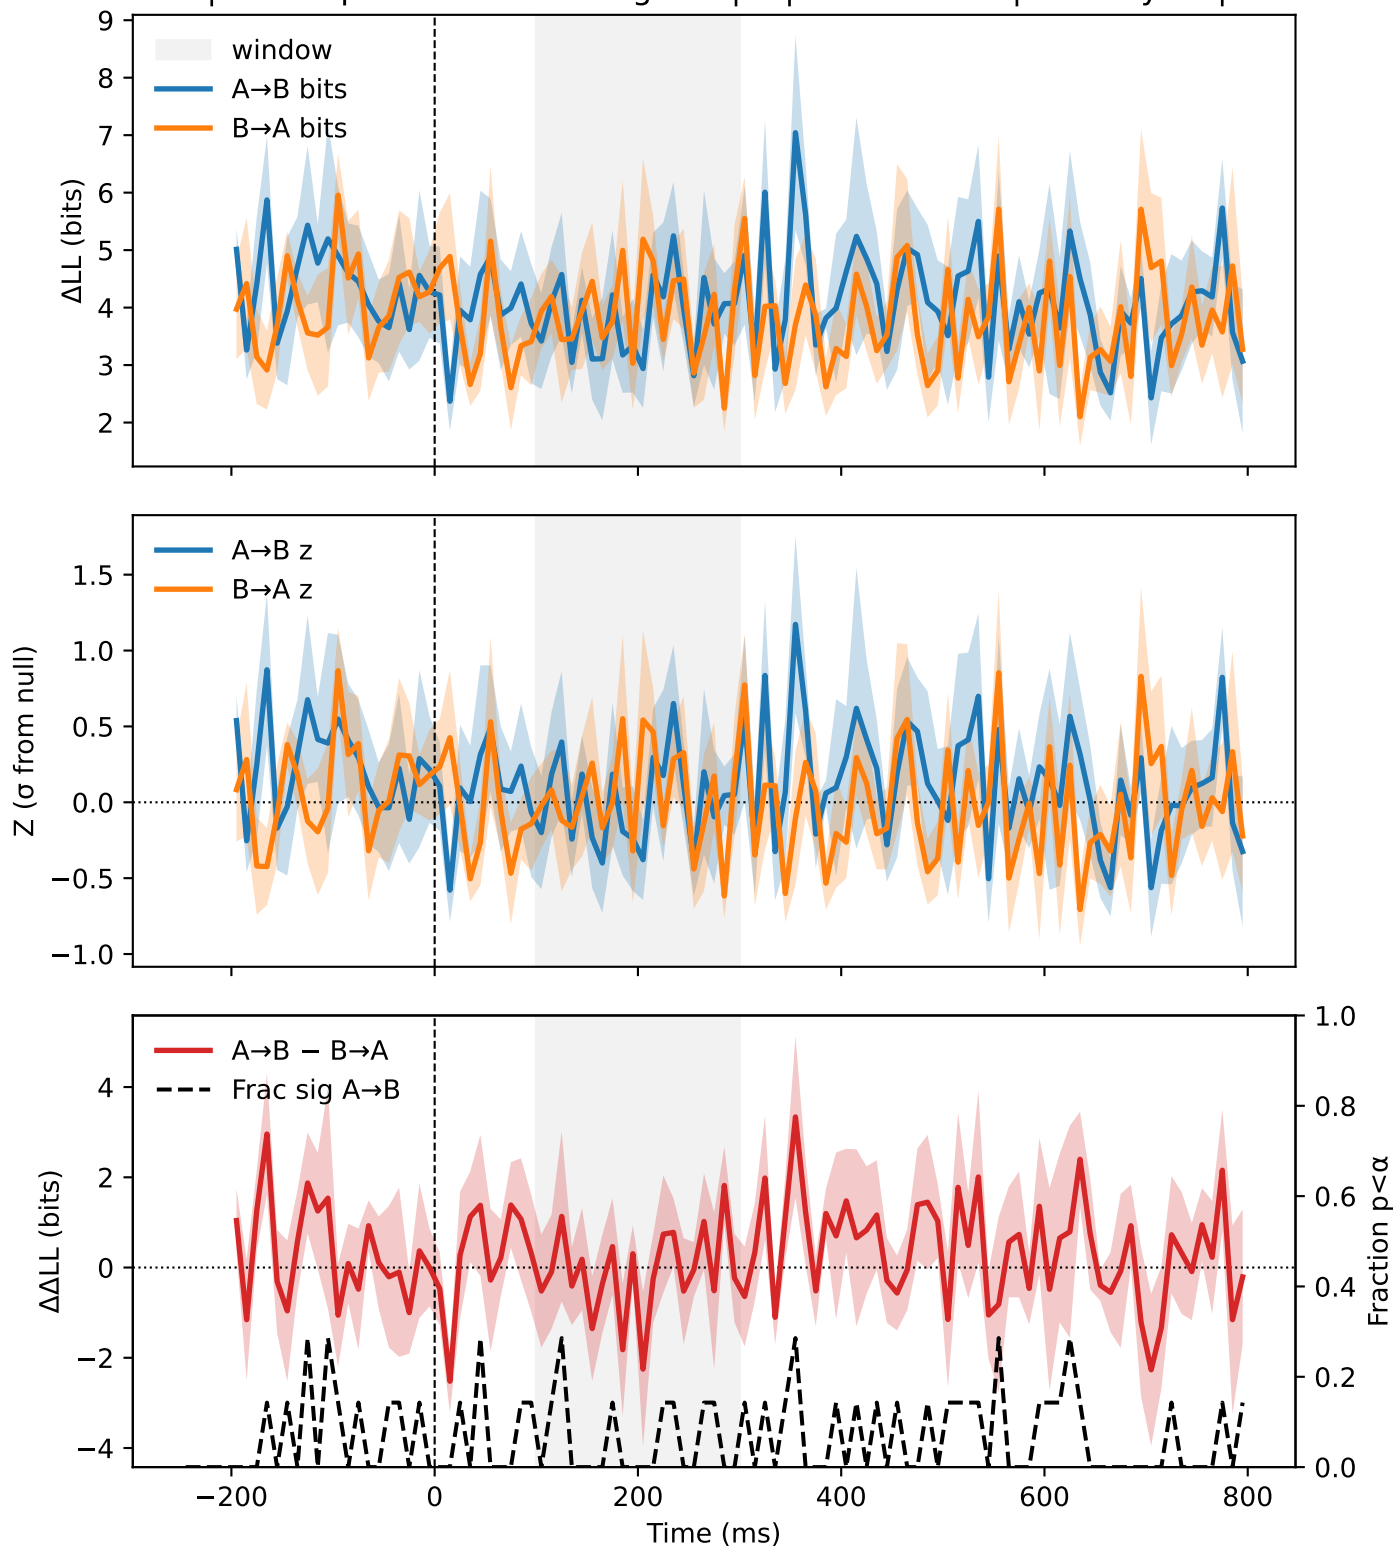 9
8
7
6
5
4
3
2
ΔLL (bits)
window
A→B bits
B→A bits
1.5
1.0
0.5
0.0
−0.5
−1.0
Z (σ from null)
A→B z
B→A z
4
2
0
−2
−4
ΔΔLL (bits)
A→B − B→A
Frac sig A→B
1.0
0.8
0.6
0.4
0.2
0.0
Fraction p<α
−200 0 200 400 600 800
Time (ms)